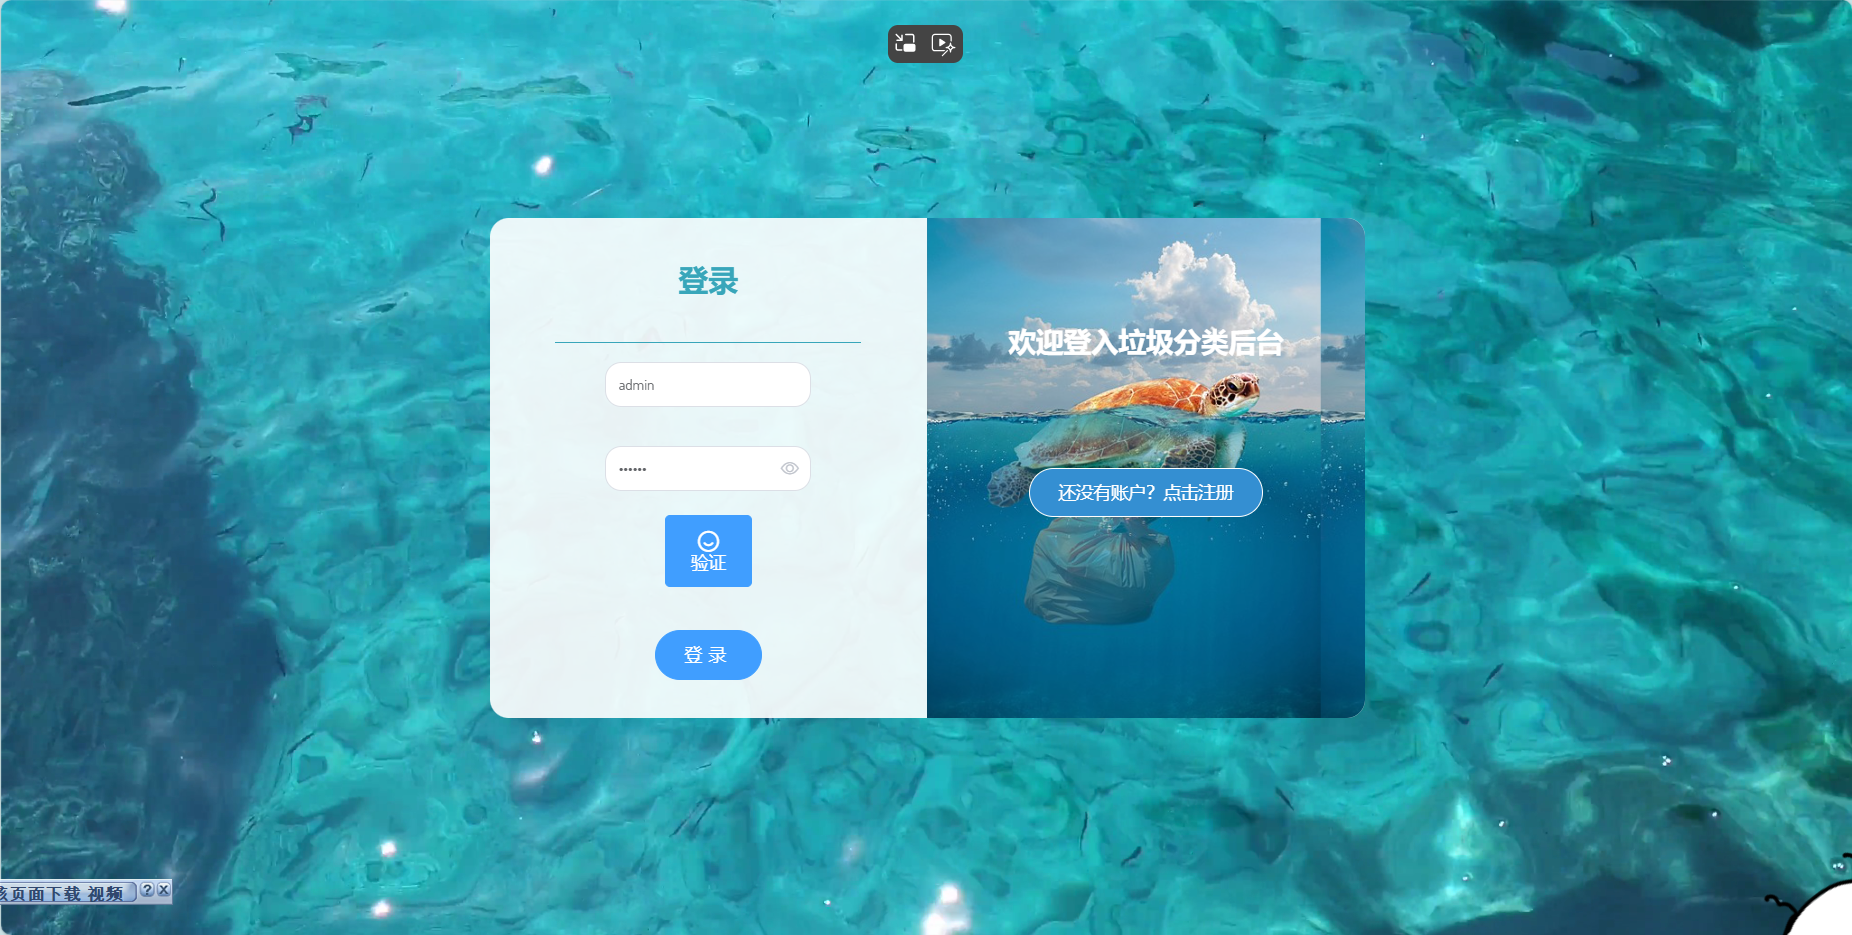 登录
admin
验证
登 录
欢迎登入垃圾分类后台
还没有账户？点击注册
该页面下载 视频 ? x